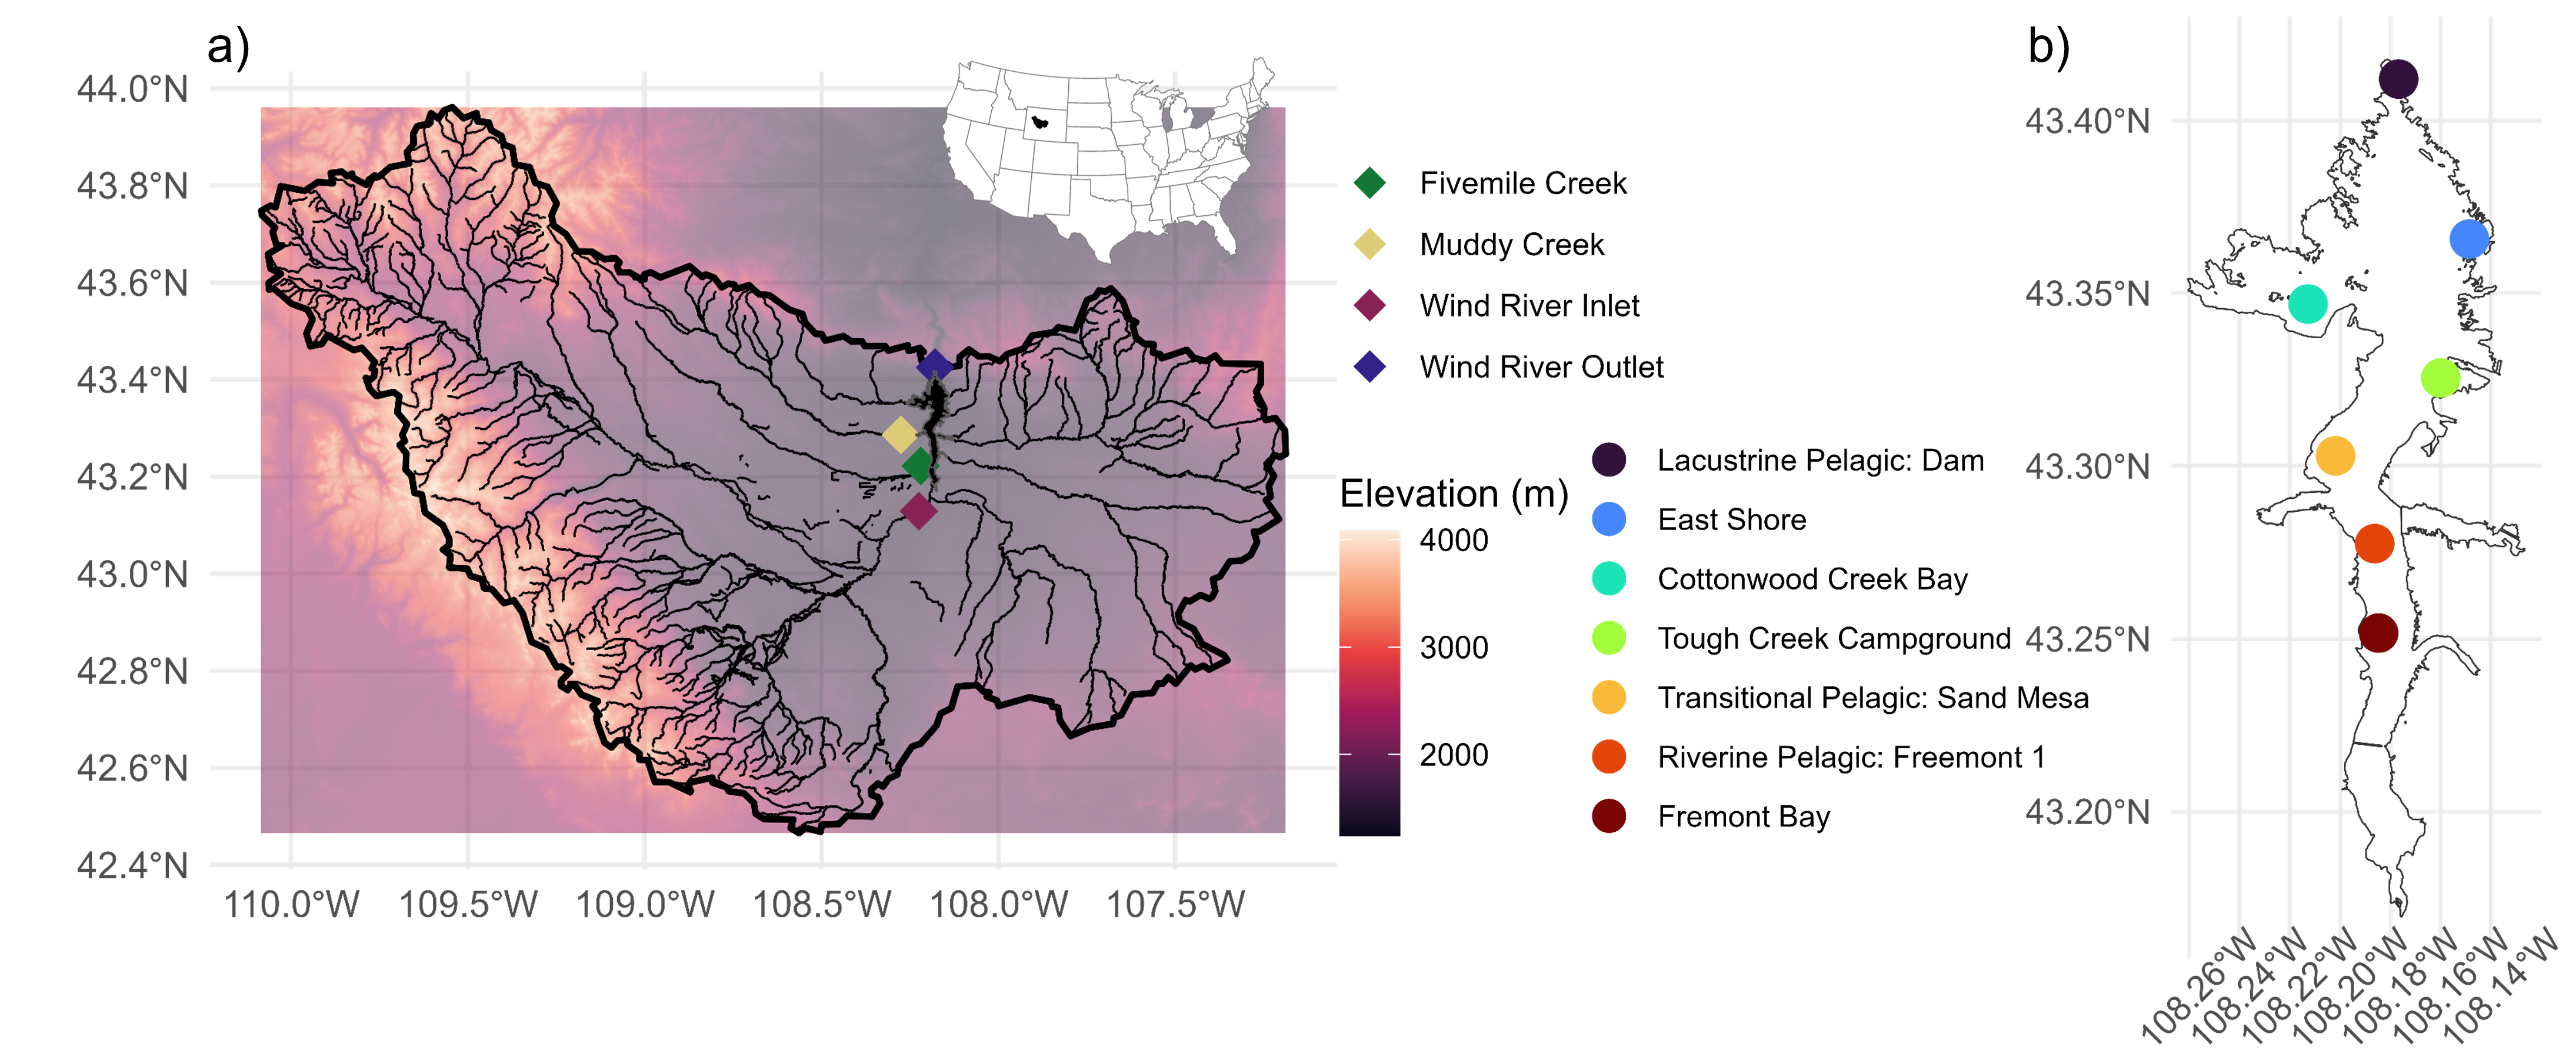 a)
44.0°N
43.8°N
43.6°N
43.4°N
43.2°N
43.0°N
42.8°N
42.6°N
42.4°N
110.0°W 109.5°W 109.0°W 108.5°W 108.0°W 107.5°W
Fivemile Creek
Muddy Creek
Wind River Inlet
Wind River Outlet
Elevation (m)
4000
3000
2000
Lacustrine Pelagic: Dam
East Shore
Cottonwood Creek Bay
Tough Creek Campground
Transitional Pelagic: Sand Mesa
Riverine Pelagic: Freemont 1
Fremont Bay
b)
43.40°N
43.35°N
43.30°N
43.25°N
43.20°N
108.26°W
108.24°W
108.22°W
108.20°W
108.18°W
108.16°W
108.14°W